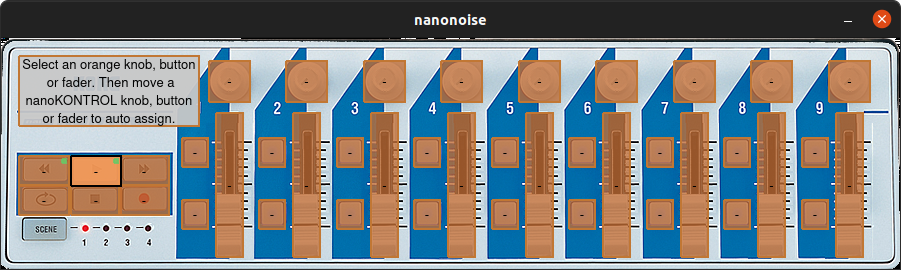 nanonoise
Select an orange knob, button
or fader. Then move a
nanoKONTROL knob, button
or fader to auto assign.
2 3 4 5 6 7 8 9
SCENE
1 2 3 4